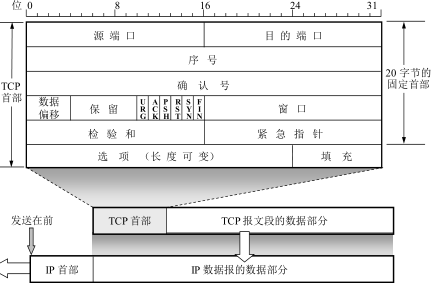 位 0 8 16 24 31
源端口 目的端口
序号
TCP
首部
20 字节的
固定首部
确认号
数据
偏移
保留
URG
ACK
PSH
RST
SYN
FIN
窗口
检验和 紧急指针
选项 (长度可变) 填充
发送在前
TCP 首部 TCP 报文段的数据部分
IP 首部 IP 数据报的数据部分